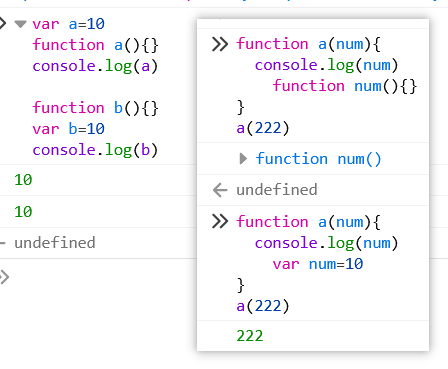 var a=10
function a(){}
console.log(a)
function b(){}
var b=10
console.log(b)
10
10
undefined
function a(num){
console.log(num)
function num(){}
}
a(222)
function num()
undefined
function a(num){
console.log(num)
var num=10
}
a(222)
222